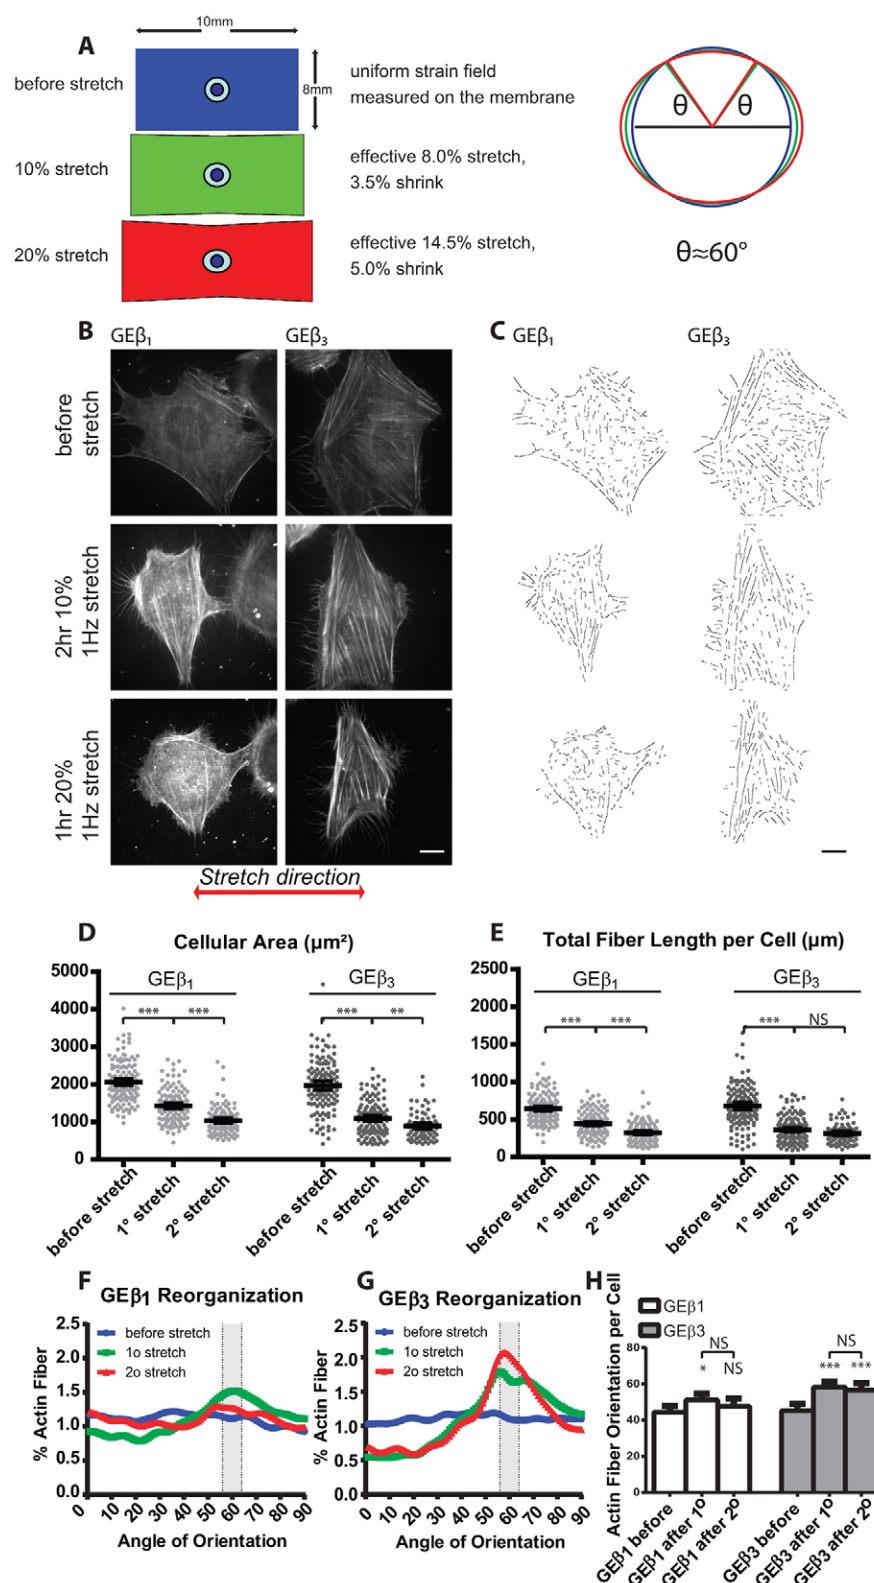 A
10mm
before stretch
8mm
uniform strain field
measured on the membrane
θ θ
10% stretch
effective 8.0% stretch,
3.5% shrink
20% stretch
effective 14.5% stretch,
5.0% shrink
θ≈60°
B
GEβ₁ GEβ₃
before
stretch
2hr 10%
1Hz stretch
1hr 20%
1Hz stretch
Stretch direction
C
GEβ₁ GEβ₃
D
Cellular Area (µm²)
GEβ₁ GEβ₃
*** *** *** **
5000
4000
3000
2000
1000
0
before stretch
1° stretch
2° stretch
before stretch
1° stretch
2° stretch
E
Total Fiber Length per Cell (µm)
GEβ₁ GEβ₃
*** *** *** NS
2500
2000
1500
1000
500
0
before stretch
1° stretch
2° stretch
before stretch
1° stretch
2° stretch
F
GEβ1 Reorganization
before stretch
1o stretch
2o stretch
% Actin Fiber
2.5
2.0
1.5
1.0
0.5
0.0
0 10 20 30 40 50 60 70 80 90
Angle of Orientation
G
GEβ3 Reorganization
before stretch
1o stretch
2o stretch
% Actin Fiber
2.5
2.0
1.5
1.0
0.5
0.0
0 10 20 30 40 50 60 70 80 90
Angle of Orientation
H
GEβ1
GEβ3
Actin Fiber Orientation per Cell
NS NS
* NS *** ***
80
60
40
20
0
GEβ1 before
GEβ1 after 1º
GEβ1 after 2º
GEβ3 before
GEβ3 after 1º
GEβ3 after 2º